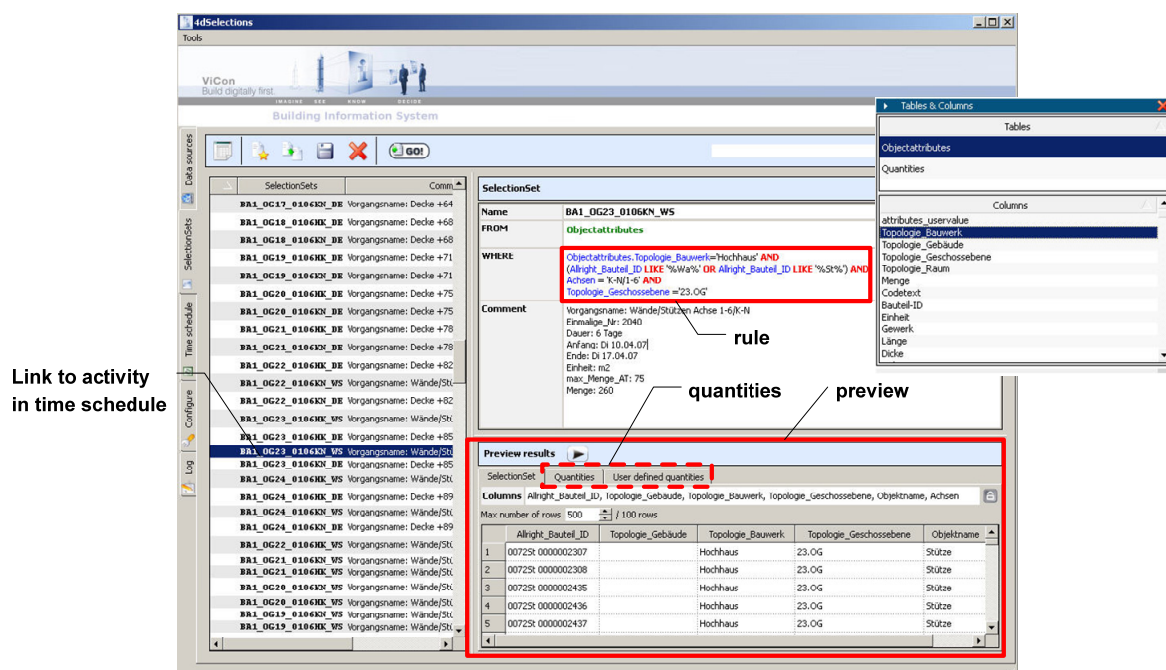 4dSelections
Tools
ViCon
Build digitally first.
IMAGINE SEE KNOW DECIDE
Building Information System
GO!
Data sources
SelectionSets
Time schedule
Configure
Log
Link to activity
in time schedule
SelectionSets Comm
BA1_OG17_0106KN_DE Vorgangsname: Decke +64
BA1_OG18_0106HK_DE Vorgangsname: Decke +68
BA1_OG18_0106KN_DE Vorgangsname: Decke +68
BA1_OG19_0106HK_DE Vorgangsname: Decke +71
BA1_OG19_0106KN_DE Vorgangsname: Decke +71
BA1_OG20_0106HK_DE Vorgangsname: Decke +75
BA1_OG20_0106KN_DE Vorgangsname: Decke +75
BA1_OG21_0106HK_DE Vorgangsname: Decke +78
BA1_OG21_0106KN_DE Vorgangsname: Decke +78
BA1_OG22_0106HK_DE Vorgangsname: Decke +82
BA1_OG22_0106KN_WS Vorgangsname: Wände/Stü
BA1_OG22_0106KN_DE Vorgangsname: Decke +82
BA1_OG23_0106HK_WS Vorgangsname: Wände/Stü
BA1_OG23_0106HK_DE Vorgangsname: Decke +85
BA1_OG23_0106KN_WS Vorgangsname: Wände/Stü
BA1_OG23_0106KN_DE Vorgangsname: Decke +85
BA1_OG24_0106HK_WS Vorgangsname: Wände/Stü
BA1_OG24_0106HK_DE Vorgangsname: Decke +89
BA1_OG24_0106KN_WS Vorgangsname: Wände/Stü
BA1_OG24_0106KN_DE Vorgangsname: Decke +89
BA1_OG22_0106HK_WS Vorgangsname: Wände/Stü
BA1_OG21_0106KN_WS Vorgangsname: Wände/Stü
BA1_OG21_0106HK_WS Vorgangsname: Wände/Stü
BA1_OG20_0106KN_WS Vorgangsname: Wände/Stü
BA1_OG20_0106HK_WS Vorgangsname: Wände/Stü
BA1_OG19_0106KN_WS Vorgangsname: Wände/Stü
BA1_OG19_0106HK_WS Vorgangsname: Wände/Stü
SelectionSet
Name BA1_OG23_0106KN_WS
FROM Objectattributes
WHERE Objectattributes.Topologie_Bauwerk='Hochhaus' AND
(Allright_Bauteil_ID LIKE '%Wa%' OR Allright_Bauteil_ID LIKE '%St%') AND
Achsen = 'K-N/1-6' AND
Topologie_Geschossebene ='23.OG'
Comment Vorgangsname: Wände/Stützen Achse 1-6/K-N
Einmalige_Nr: 2040
Dauer: 6 Tage
Anfang: Di 10.04.07
Ende: Di 17.04.07
Einheit: m2
max_Menge_AT: 75
Menge: 260
rule
quantities
preview
Tables & Columns
Tables
Objectattributes
Quantities
Columns
attributes_uservalue
Topologie_Bauwerk
Topologie_Gebäude
Topologie_Geschossebene
Topologie_Raum
Menge
Codetext
Bauteil-ID
Einheit
Gewerk
Länge
Dicke
Preview results
SelectionSet Quantities User defined quantities
Columns Allright_Bauteil_ID, Topologie_Gebäude, Topologie_Bauwerk, Topologie_Geschossebene, Objektname, Achsen
Max number of rows 500 / 100 rows
Allright_Bauteil_ID Topologie_Gebäude Topologie_Bauwerk Topologie_Geschossebene Objektname
1 0072St 0000002307 Hochhaus 23.OG Stütze
2 0072St 0000002308 Hochhaus 23.OG Stütze
3 0072St 0000002435 Hochhaus 23.OG Stütze
4 0072St 0000002436 Hochhaus 23.OG Stütze
5 0072St 0000002437 Hochhaus 23.OG Stütze